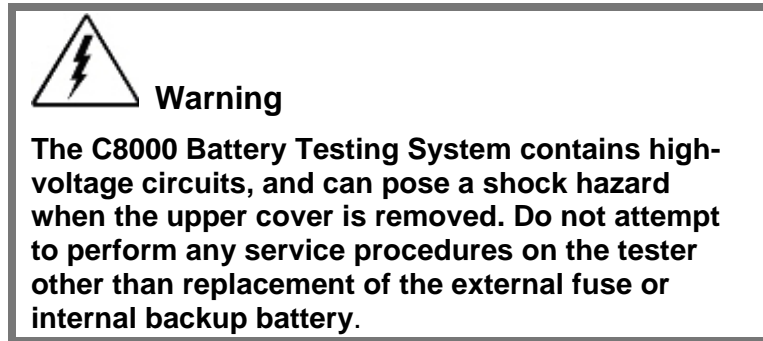 Warning
The C8000 Battery Testing System contains high-
voltage circuits, and can pose a shock hazard
when the upper cover is removed. Do not attempt
to perform any service procedures on the tester
other than replacement of the external fuse or
internal backup battery.